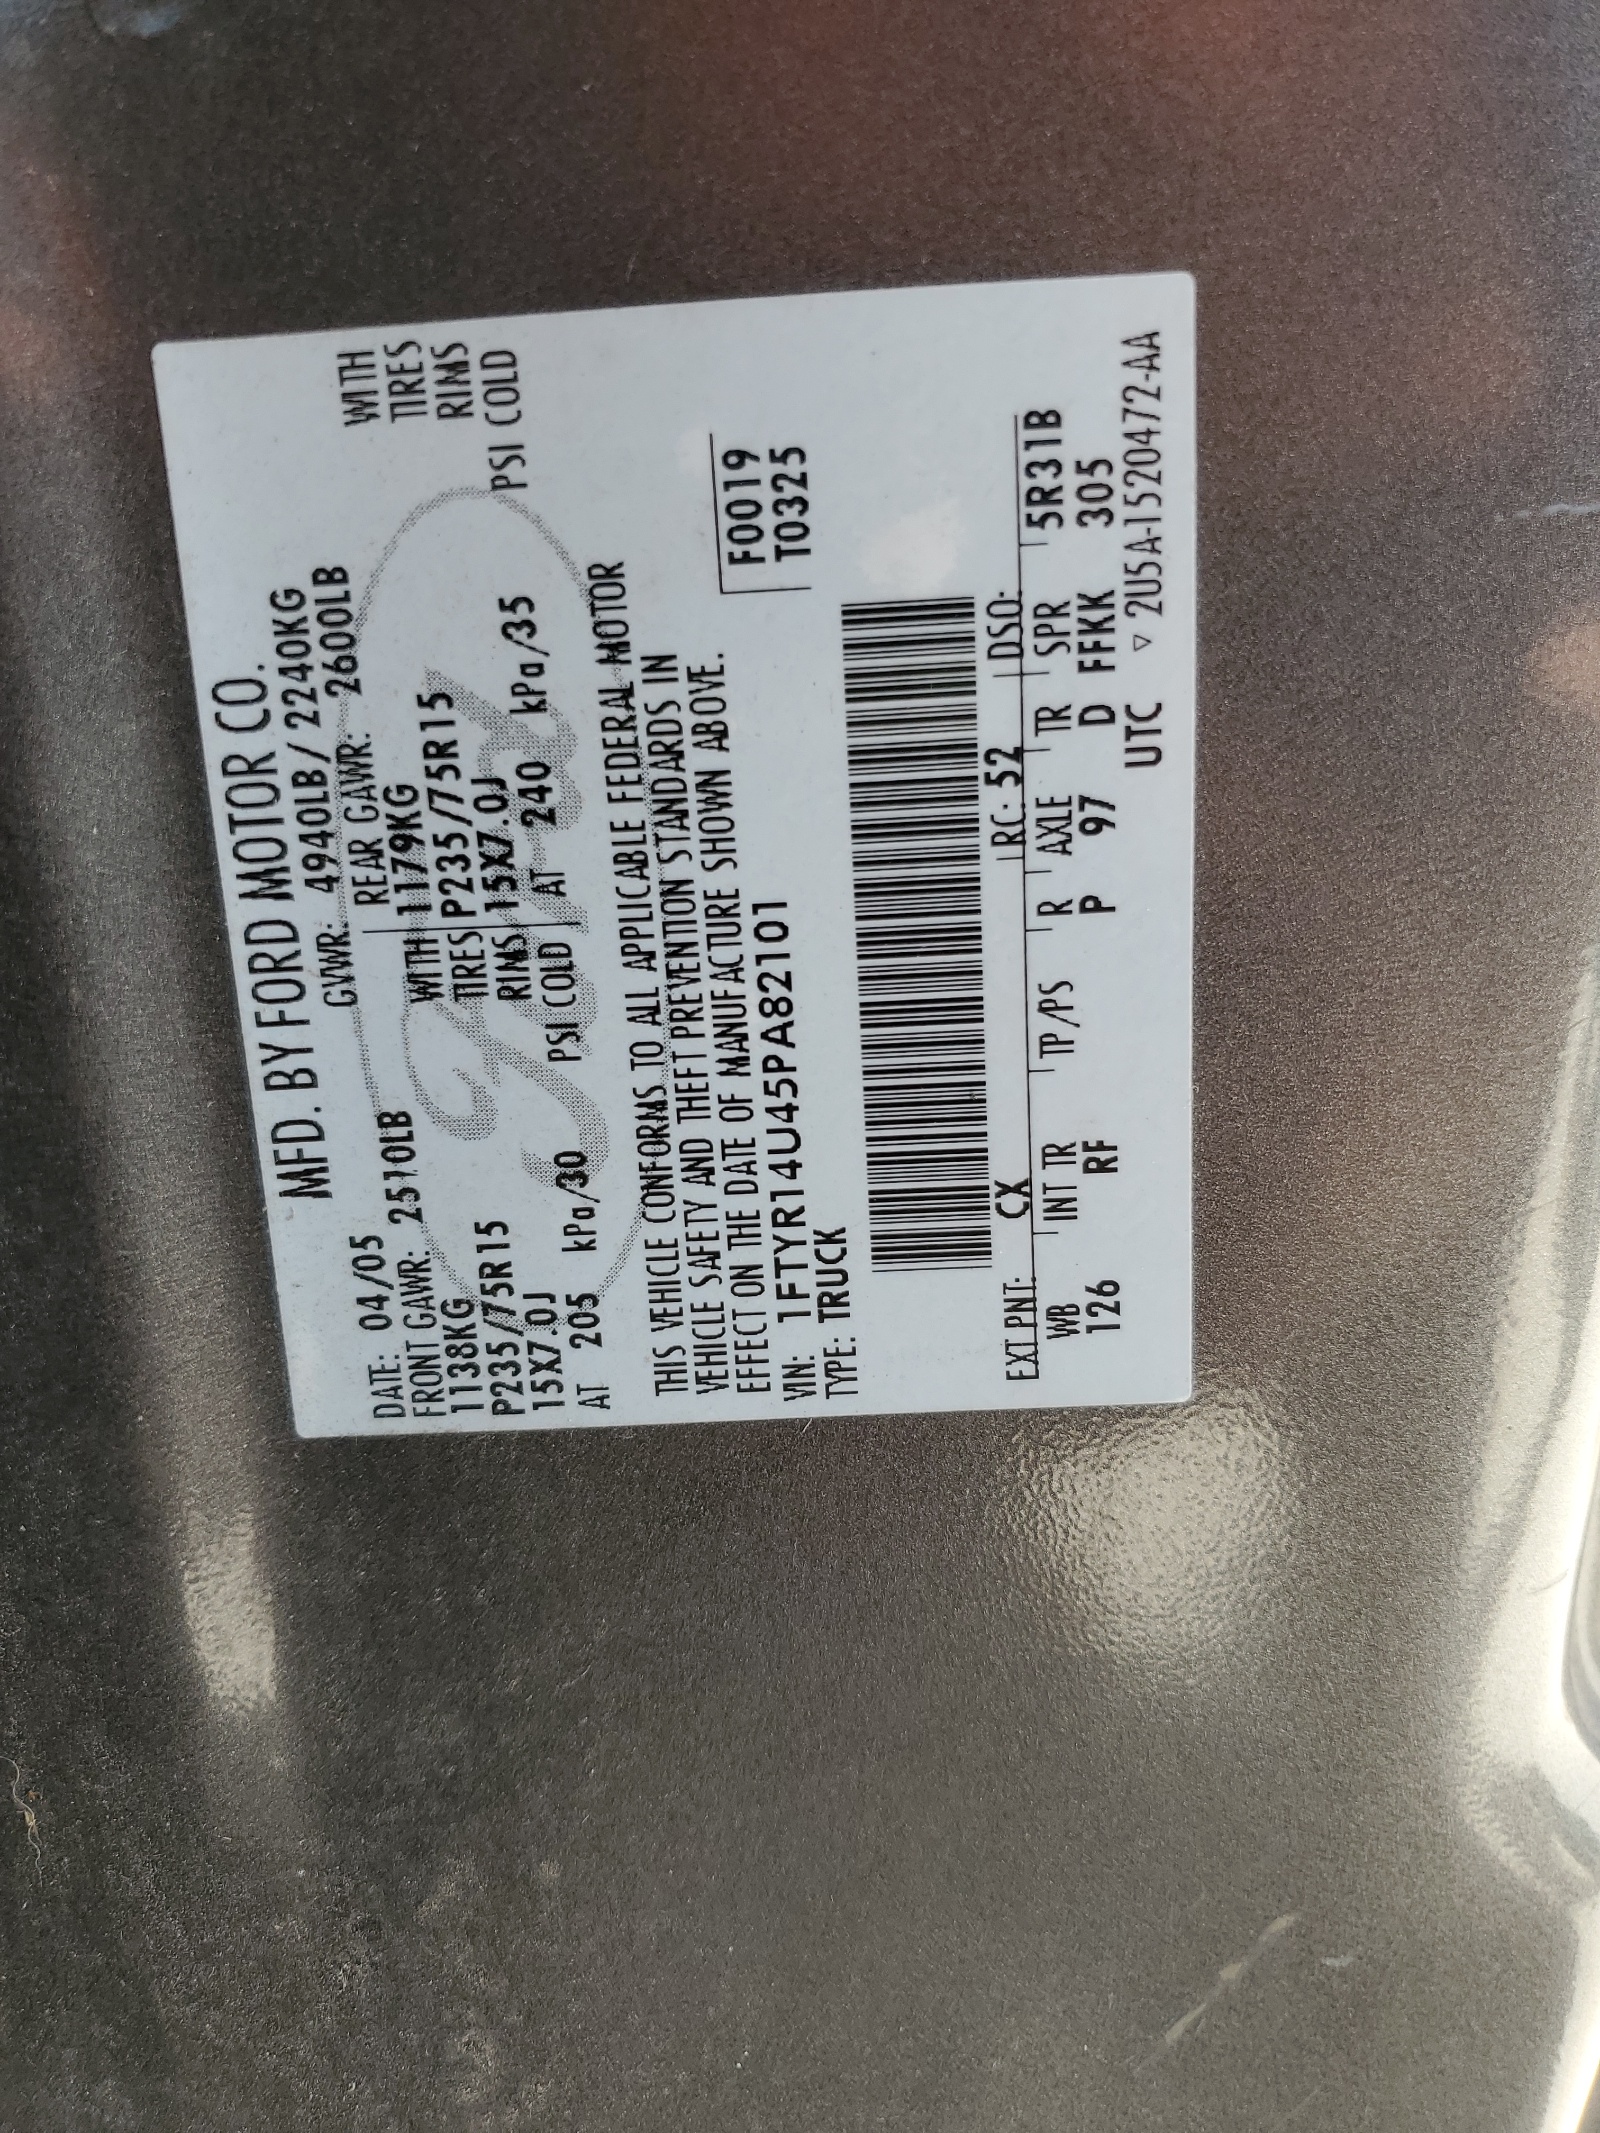 MFD. BY FORD MOTOR CO.
DATE: 04/05 GVWR: 4940LB/ 2240KG
FRONT GAWR: 2510LB REAR GAWR: 2600LB
1138KG WITH 1179KG WITH
P235/75R15 TIRES P235/75R15 TIRES
15X7.0J RIMS 15X7.0J RIMS
AT 205 kPa/30 PSI COLD AT 240 kPa/35 PSI COLD
THIS VEHICLE CONFORMS TO ALL APPLICABLE FEDERAL MOTOR
VEHICLE SAFETY AND THEFT PREVENTION STANDARDS IN
EFFECT ON THE DATE OF MANUFACTURE SHOWN ABOVE.
VIN: 1FTYR14U45PA82101 F0019
TYPE: TRUCK T0325
EXT PNT: CX RC: 52 DSO:
WB INT TR TP/PS R AXLE TR SPR 5R31B
126 RF P 97 D FFKK 305
UTC ▽ 2U5A-1520472-AA
Ford